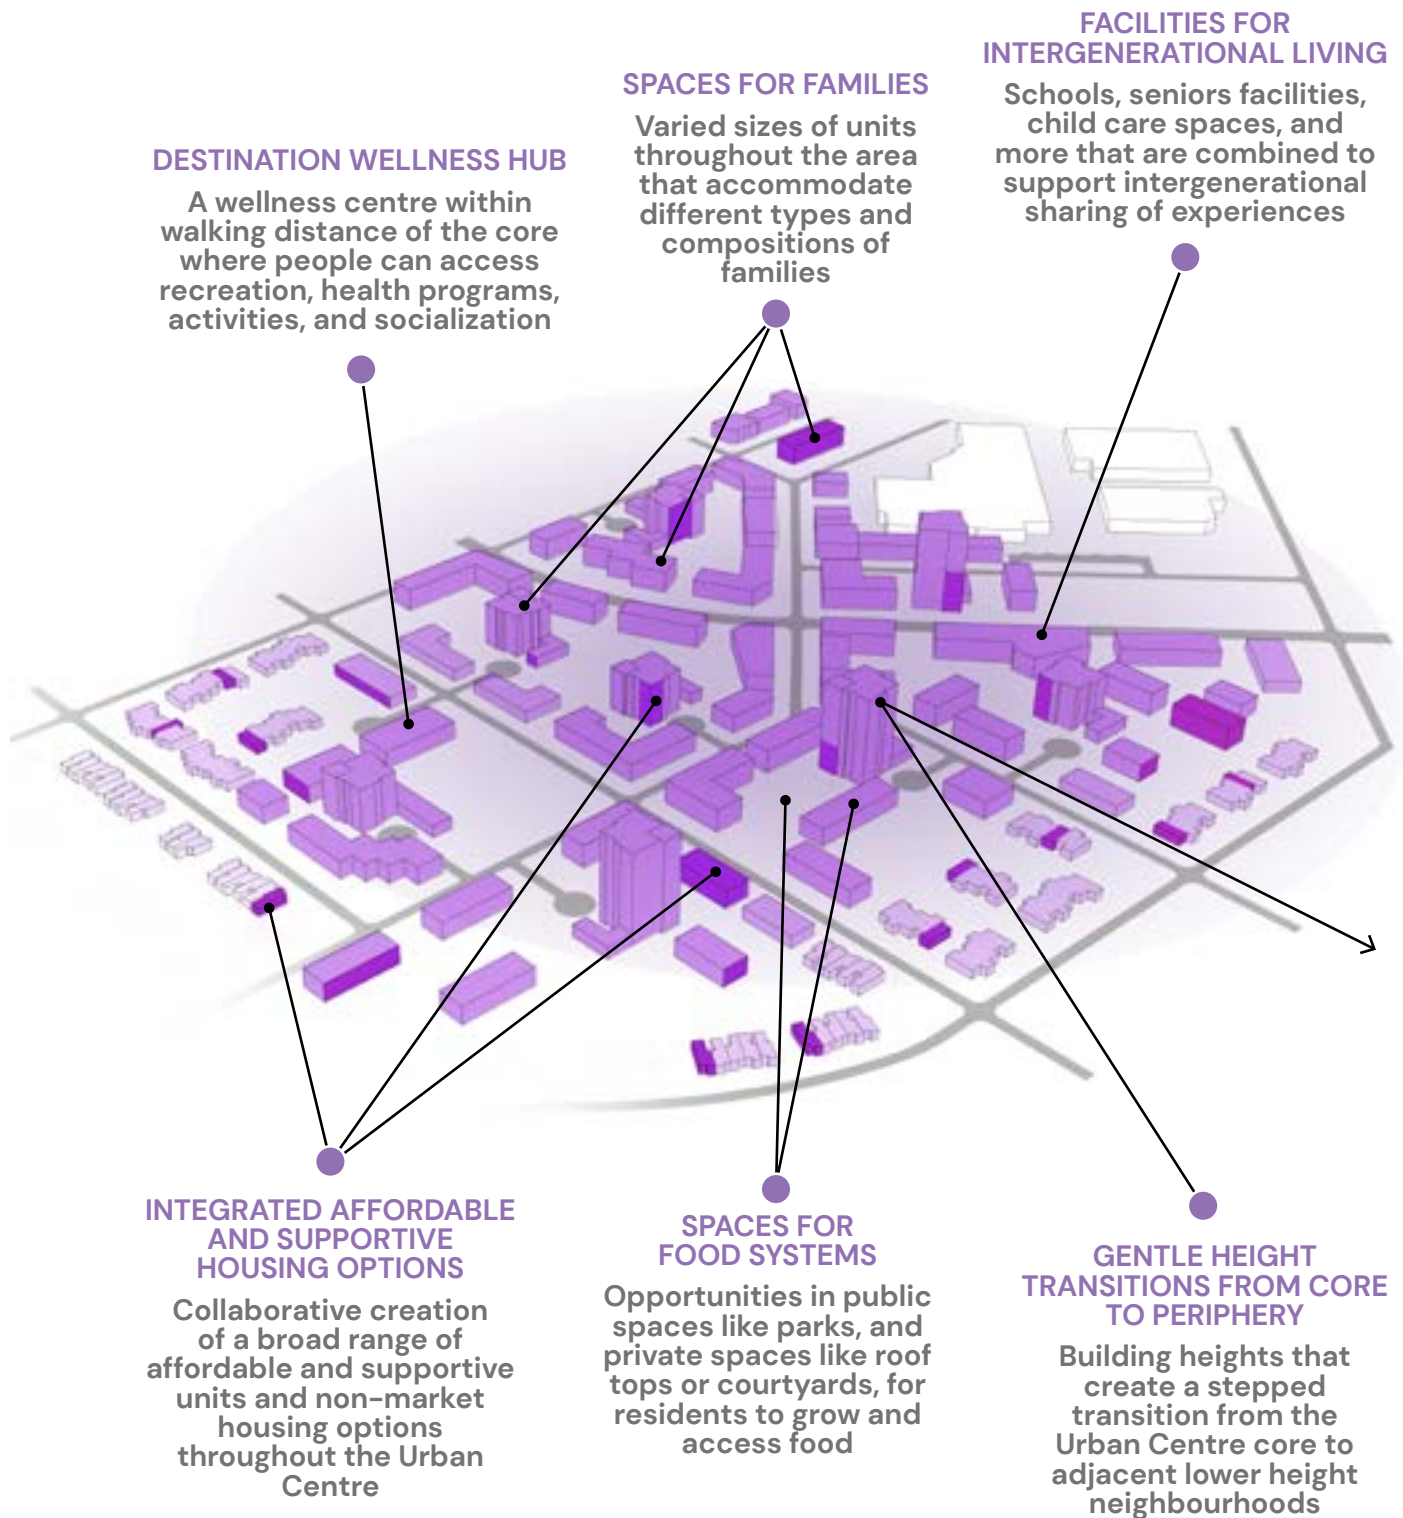 FACILITIES FOR
INTERGENERATIONAL LIVING
Schools, seniors facilities,
child care spaces, and
more that are combined to
support intergenerational
sharing of experiences
SPACES FOR FAMILIES
Varied sizes of units
throughout the area
that accommodate
different types and
compositions of
families
DESTINATION WELLNESS HUB
A wellness centre within
walking distance of the core
where people can access
recreation, health programs,
activities, and socialization
INTEGRATED AFFORDABLE
AND SUPPORTIVE
HOUSING OPTIONS
Collaborative creation
of a broad range of
affordable and supportive
units and non-market
housing options
throughout the Urban
Centre
SPACES FOR
FOOD SYSTEMS
Opportunities in public
spaces like parks, and
private spaces like roof
tops or courtyards, for
residents to grow and
access food
GENTLE HEIGHT
TRANSITIONS FROM CORE
TO PERIPHERY
Building heights that
create a stepped
transition from the
Urban Centre core to
adjacent lower height
neighbourhoods